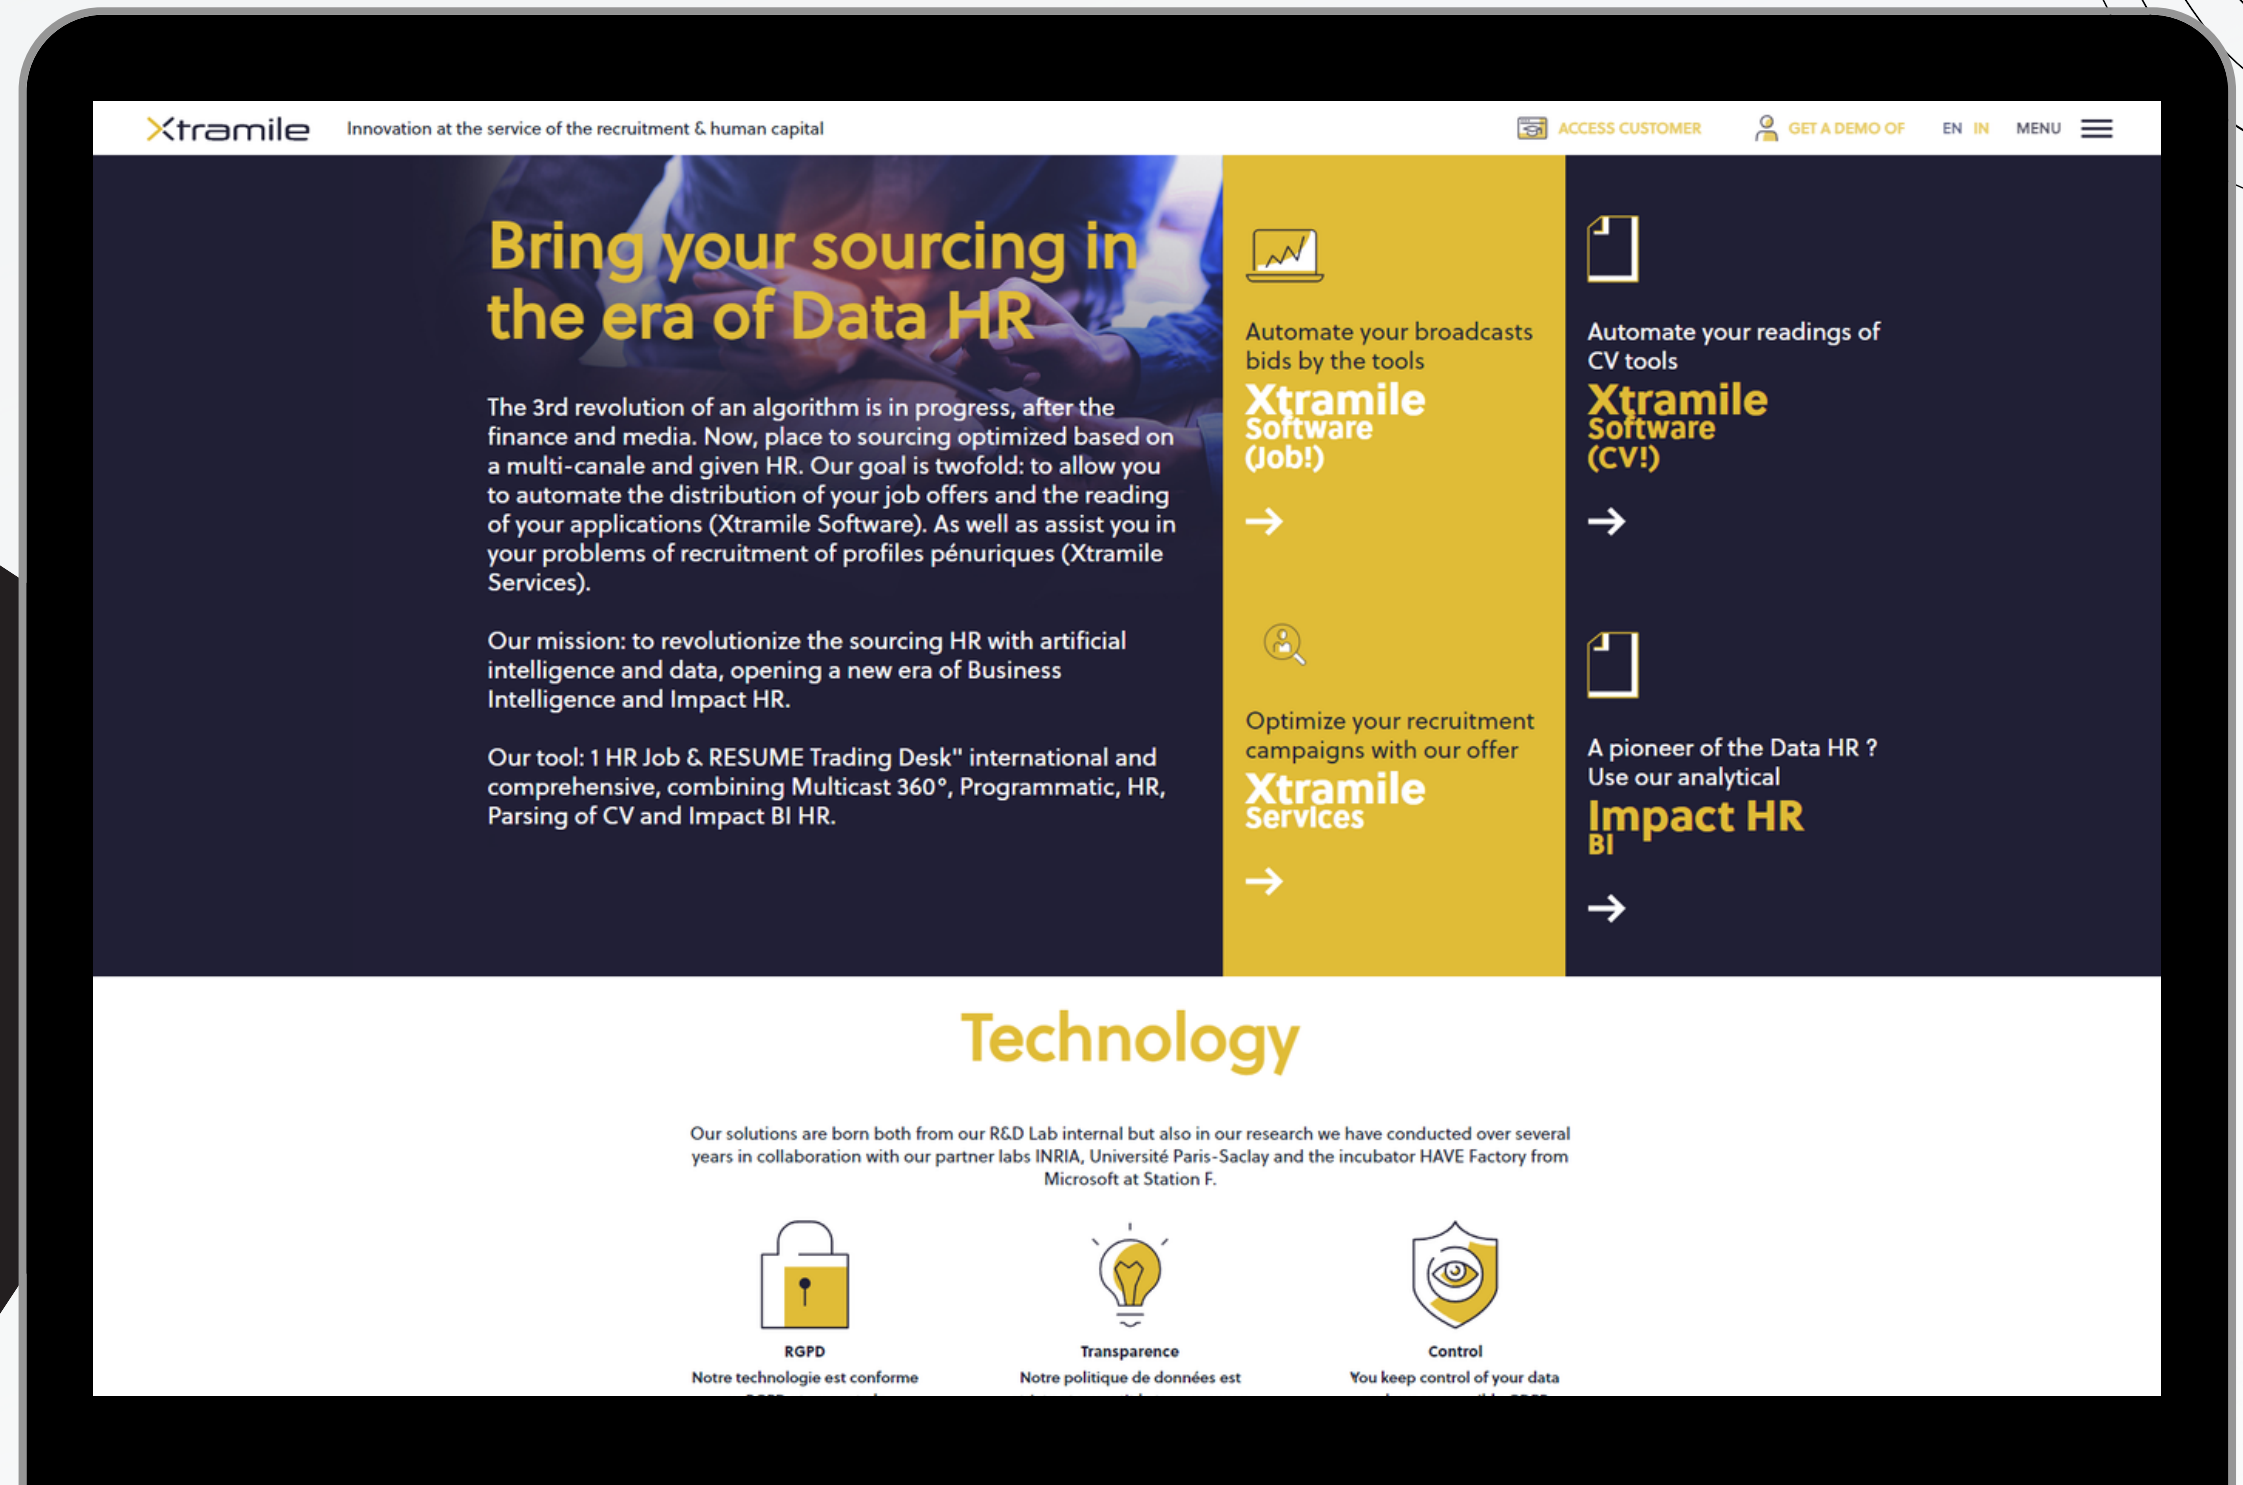 Xtramile
Innovation at the service of the recruitment & human capital
ACCESS CUSTOMER
GET A DEMO OF
EN IN
MENU
Bring your sourcing in
the era of Data HR
The 3rd revolution of an algorithm is in progress, after the
finance and media. Now, place to sourcing optimized based on
a multi-canale and given HR. Our goal is twofold: to allow you
to automate the distribution of your job offers and the reading
of your applications (Xtramile Software). As well as assist you in
your problems of recruitment of profiles pénuriques (Xtramile
Services).
Our mission: to revolutionize the sourcing HR with artificial
intelligence and data, opening a new era of Business
Intelligence and Impact HR.
Our tool: 1 HR Job & RESUME Trading Desk" international and
comprehensive, combining Multicast 360°, Programmatic, HR,
Parsing of CV and Impact BI HR.
Automate your broadcasts
bids by the tools
Xtramile
Software
(Job!)
Optimize your recruitment
campaigns with our offer
Xtramile
Services
Automate your readings of
CV tools
Xtramile
Software
(CV!)
A pioneer of the Data HR ?
Use our analytical
Impact HR
BI
Technology
Our solutions are born both from our R&D Lab internal but also in our research we have conducted over several
years in collaboration with our partner labs INRIA, Université Paris-Saclay and the incubator HAVE Factory from
Microsoft at Station F.
RGPD
Notre technologie est conforme
Transparence
Notre politique de données est
Control
You keep control of your data